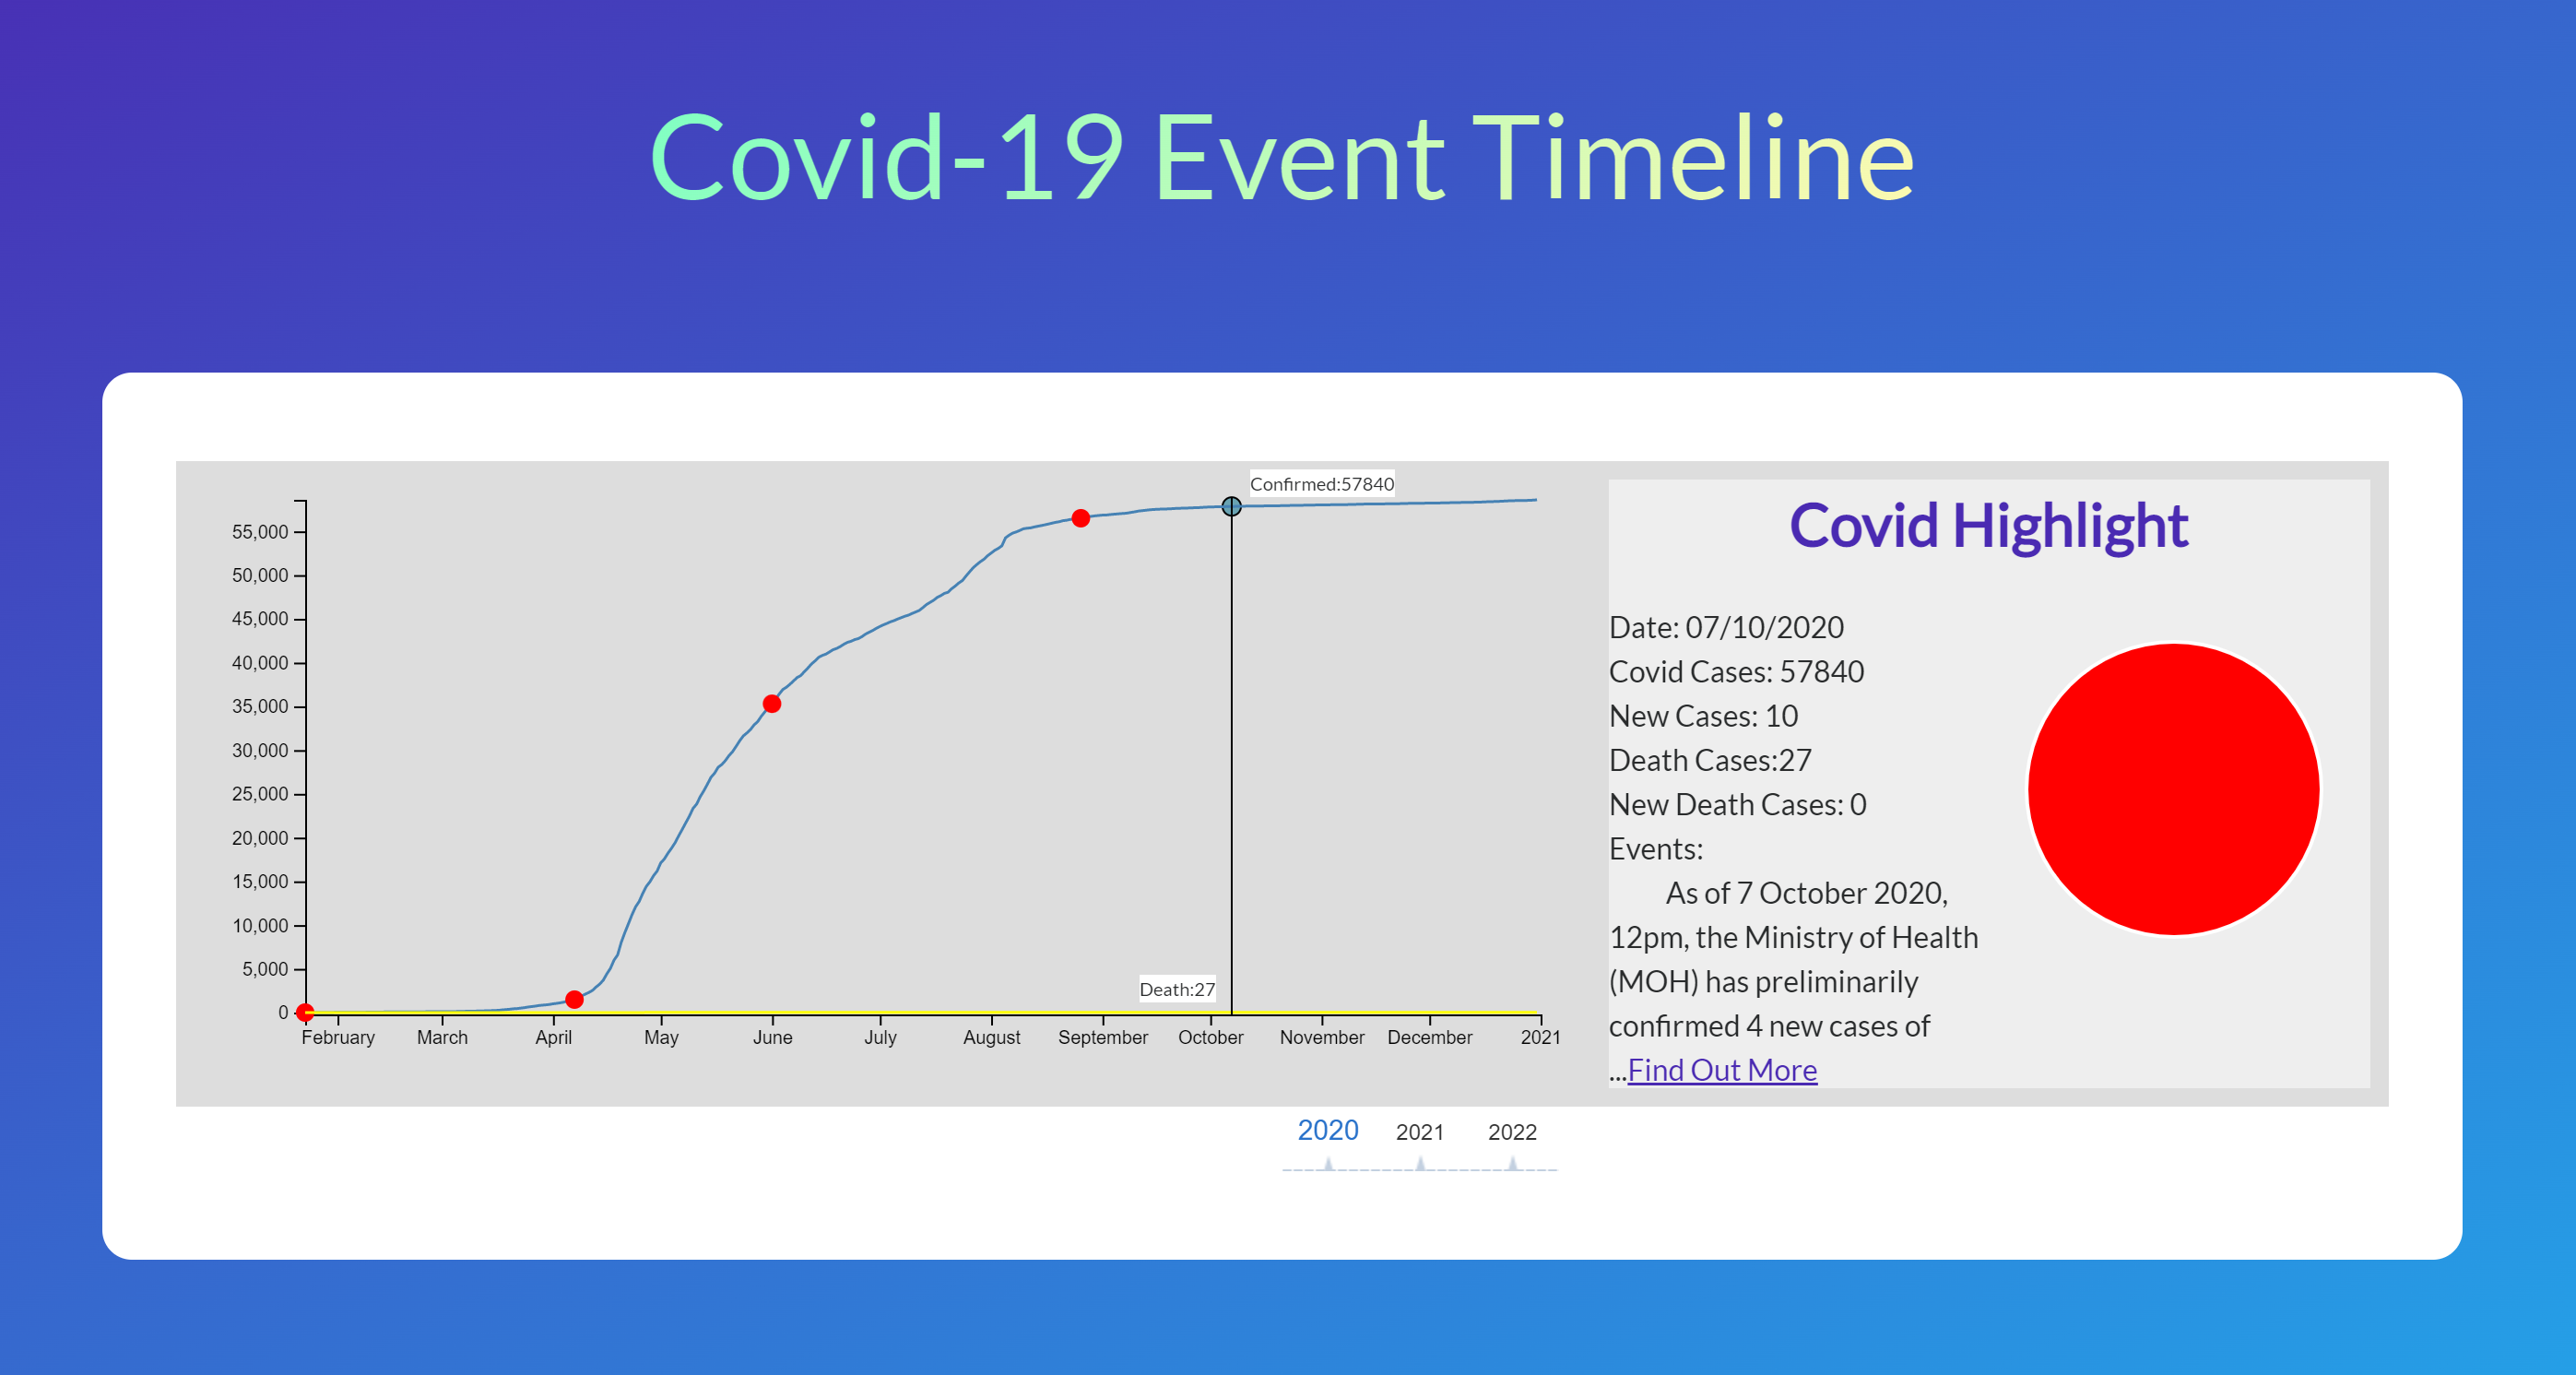 Covid-19 Event Timeline
Confirmed:57840
55,000
50,000
45,000
40,000
35,000
30,000
25,000
20,000
15,000
10,000
5,000
0
Death:27
February March April May June July August September October November December 2021
Covid Highlight
Date: 07/10/2020
Covid Cases: 57840
New Cases: 10
Death Cases:27
New Death Cases: 0
Events:
As of 7 October 2020,
12pm, the Ministry of Health
(MOH) has preliminarily
confirmed 4 new cases of
...Find Out More
2020 2021 2022